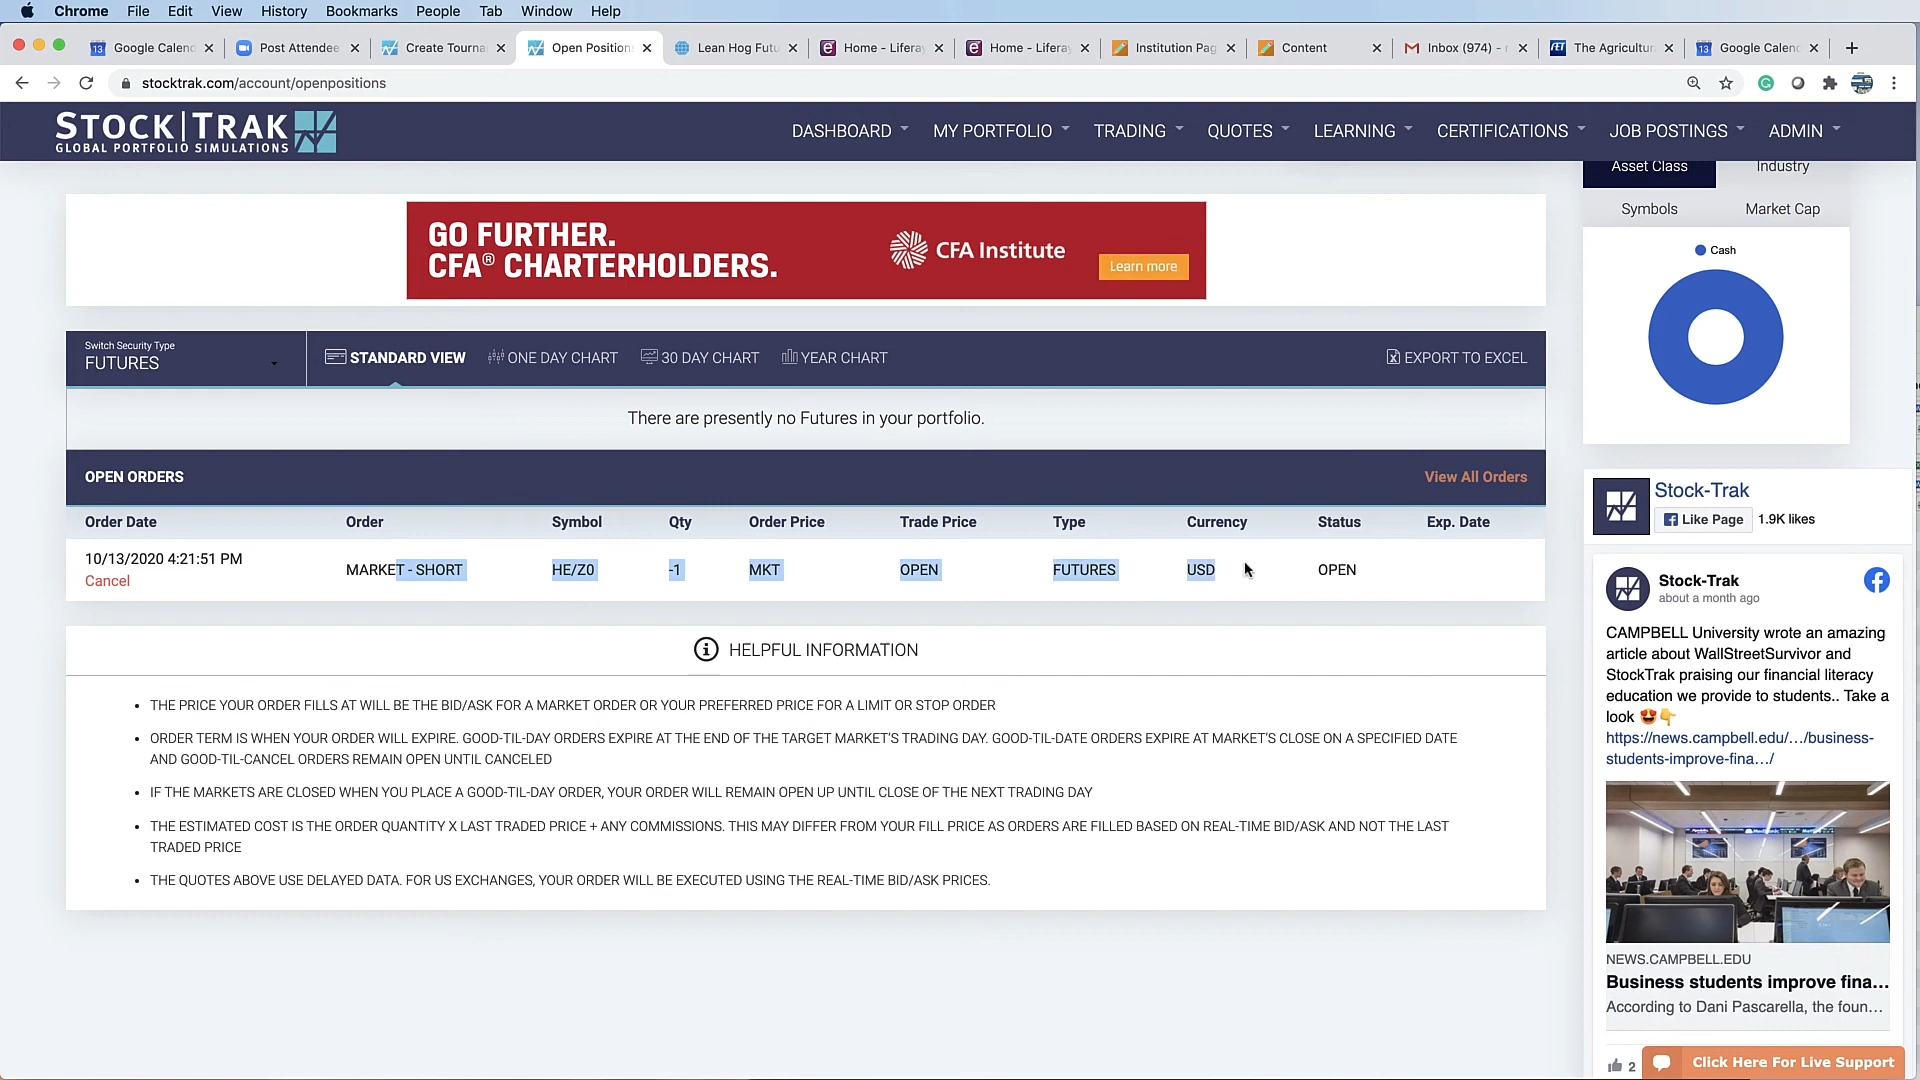 Chrome File Edit View History Bookmarks People Tab Window Help
Google Calend Post Attendee Create Tourna Open Position Lean Hog Futu Home - Liferay Home - Liferay Institution Pag Content Inbox (974) - The Agricultur Google Calend
stocktrak.com/account/openpositions
STOCK|TRAK
GLOBAL PORTFOLIO SIMULATIONS
DASHBOARD MY PORTFOLIO TRADING QUOTES LEARNING CERTIFICATIONS JOB POSTINGS ADMIN
Asset Class Industry
Symbols Market Cap
Cash
GO FURTHER.
CFA® CHARTERHOLDERS.
CFA Institute
Learn more
Switch Security Type
FUTURES
STANDARD VIEW ONE DAY CHART 30 DAY CHART YEAR CHART EXPORT TO EXCEL
There are presently no Futures in your portfolio.
OPEN ORDERS View All Orders
Order Date Order Symbol Qty Order Price Trade Price Type Currency Status Exp. Date
10/13/2020 4:21:51 PM MARKET - SHORT HE/Z0 -1 MKT OPEN FUTURES USD OPEN
Cancel
HELPFUL INFORMATION
• THE PRICE YOUR ORDER FILLS AT WILL BE THE BID/ASK FOR A MARKET ORDER OR YOUR PREFERRED PRICE FOR A LIMIT OR STOP ORDER
• ORDER TERM IS WHEN YOUR ORDER WILL EXPIRE. GOOD-TIL-DAY ORDERS EXPIRE AT THE END OF THE TARGET MARKET'S TRADING DAY. GOOD-TIL-DATE ORDERS EXPIRE AT MARKET'S CLOSE ON A SPECIFIED DATE
AND GOOD-TIL-CANCEL ORDERS REMAIN OPEN UNTIL CANCELED
• IF THE MARKETS ARE CLOSED WHEN YOU PLACE A GOOD-TIL-DAY ORDER, YOUR ORDER WILL REMAIN OPEN UP UNTIL CLOSE OF THE NEXT TRADING DAY
• THE ESTIMATED COST IS THE ORDER QUANTITY X LAST TRADED PRICE + ANY COMMISSIONS. THIS MAY DIFFER FROM YOUR FILL PRICE AS ORDERS ARE FILLED BASED ON REAL-TIME BID/ASK AND NOT THE LAST
TRADED PRICE
• THE QUOTES ABOVE USE DELAYED DATA. FOR US EXCHANGES, YOUR ORDER WILL BE EXECUTED USING THE REAL-TIME BID/ASK PRICES.
Stock-Trak
Like Page 1.9K likes
Stock-Trak
about a month ago
CAMPBELL University wrote an amazing
article about WallStreetSurvivor and
StockTrak praising our financial literacy
education we provide to students.. Take a
look 😍👇
https://news.campbell.edu/…/business-
students-improve-fina…/
NEWS.CAMPBELL.EDU
Business students improve fina...
According to Dani Pascarella, the foun...
2
Click Here For Live Support